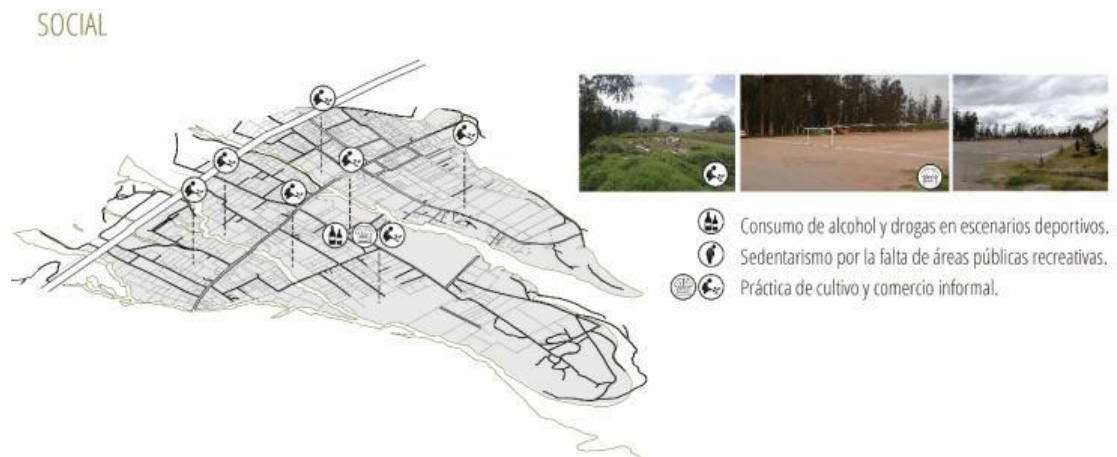 SOCIAL
Consumo de alcohol y drogas en escenarios deportivos.
Sedentarismo por la falta de áreas públicas recreativas.
Práctica de cultivo y comercio informal.